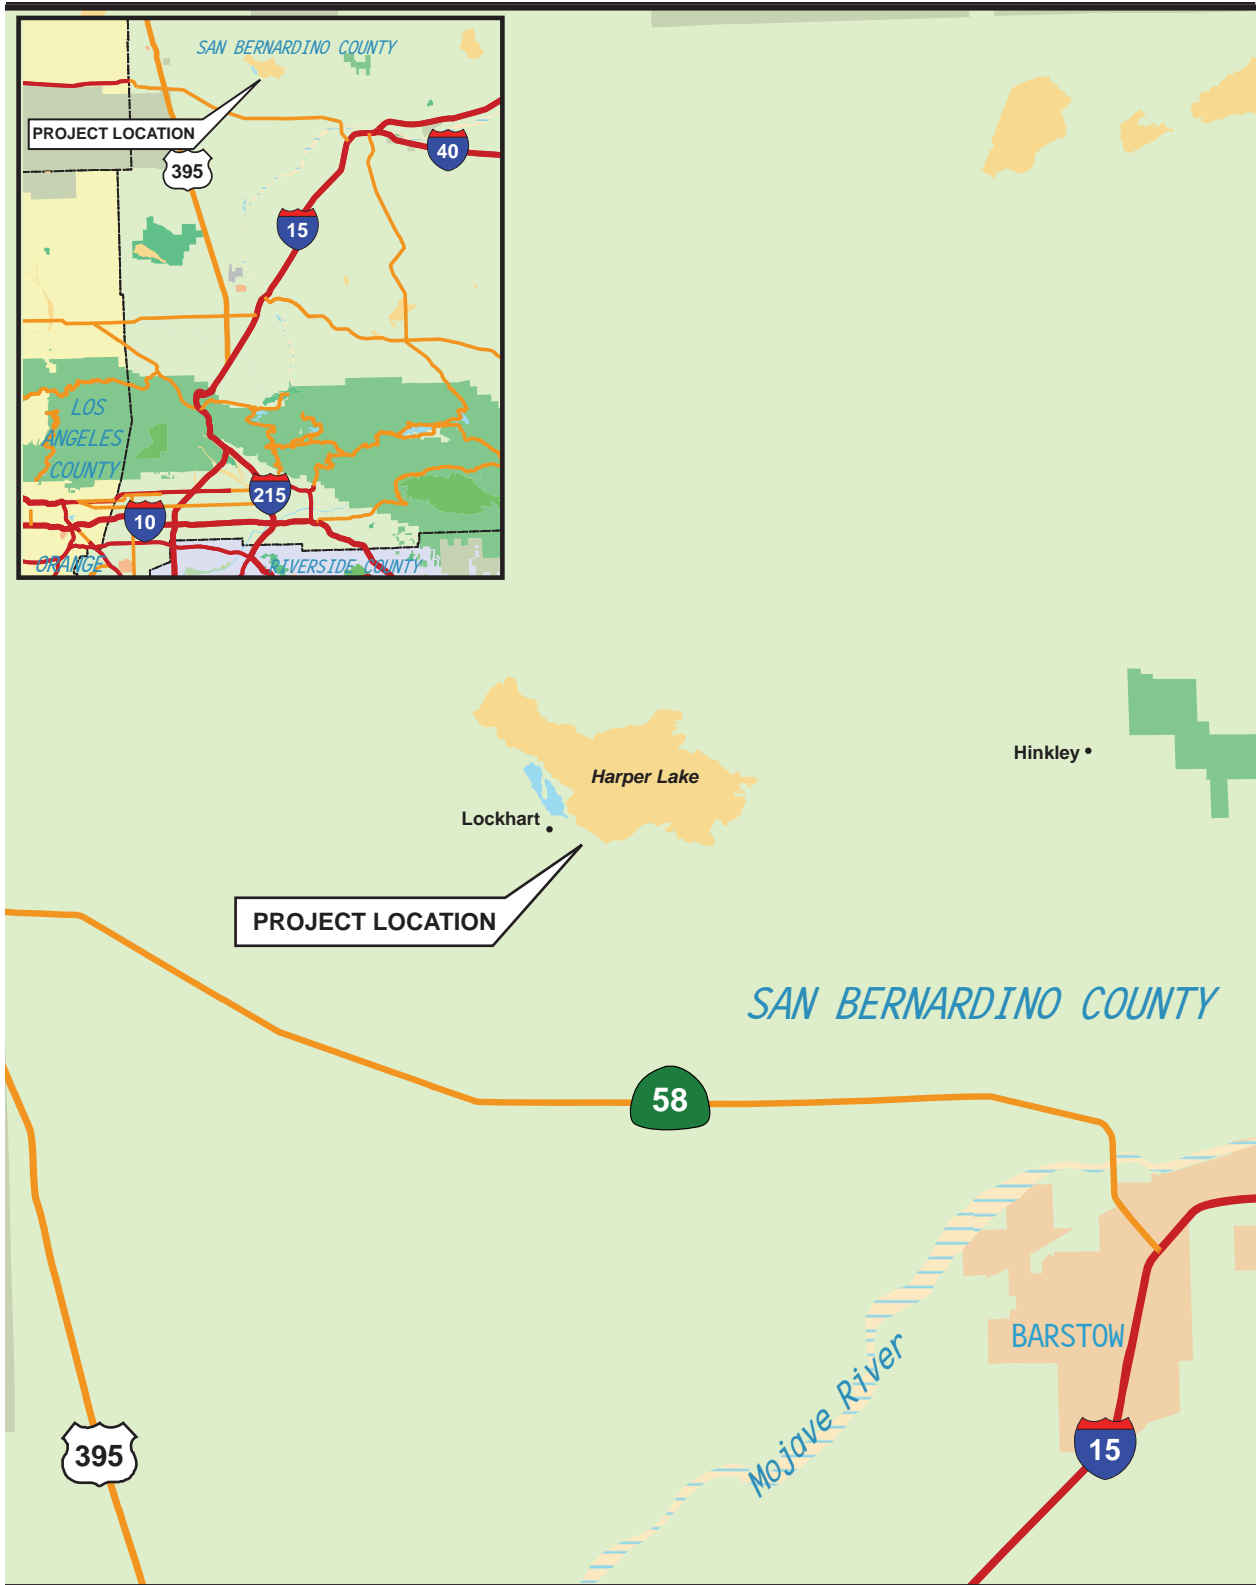 SAN BERNARDINO COUNTY
PROJECT LOCATION
40
395
15
LOS
ANGELES
COUNTY
215
10
ORANGE
RIVERSIDE COUNTY
Hinkley
Harper Lake
Lockhart
PROJECT LOCATION
SAN BERNARDINO COUNTY
58
BARSTOW
Mojave River
395
15